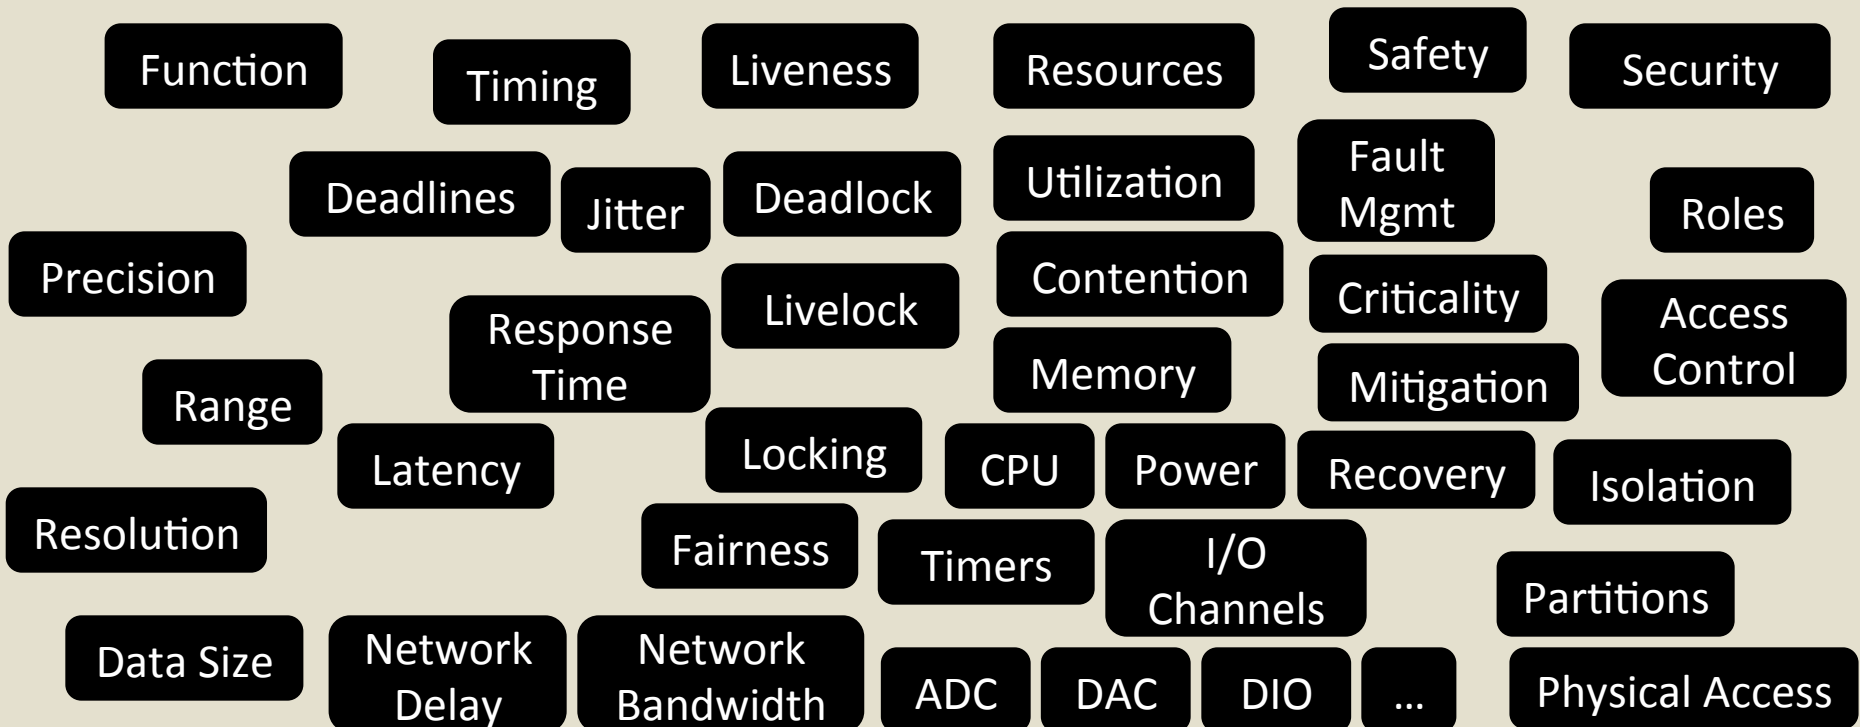 Function
Timing
Liveness
Resources
Safety
Security
Deadlines
Jitter
Deadlock
Utilization
Fault
Mgmt
Roles
Precision
Response
Time
Livelock
Contention
Criticality
Access
Control
Range
Latency
Locking
Memory
Mitigation
CPU
Power
Recovery
Isolation
Resolution
Fairness
Timers
I/O
Channels
Partitions
Data Size
Network
Delay
Network
Bandwidth
ADC
DAC
DIO
...
Physical Access